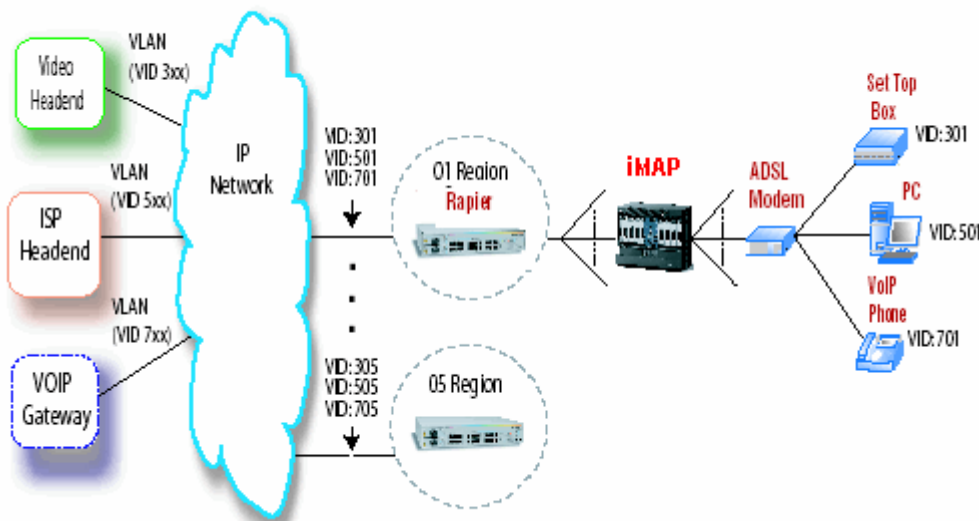 Video
Headend
VLAN
(VID 3xx)
ISP
Headend
VLAN
(VID 5xx)
VOIP
Gateway
VLAN
(VID 7xx)
IP
Network
VID:301
VID:501
VID:701
01 Region
Rapier
VID:305
VID:505
VID:705
05 Region
iMAP
ADSL
Modem
Set Top
Box
VID:301
PC
VID:501
VoIP
Phone
VID:701